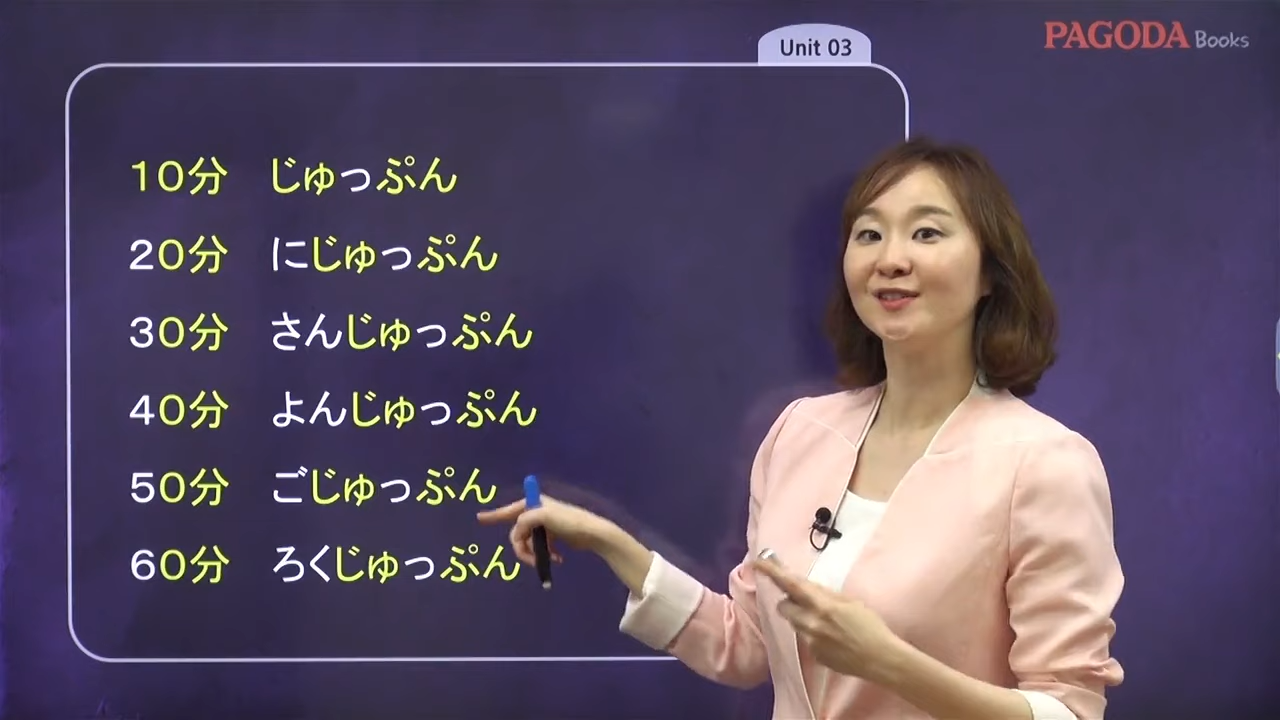 Unit 03
PAGODA Books
10分 じゅっぷん
20分 にじゅっぷん
30分 さんじゅっぷん
40分 よんじゅっぷん
50分 ごじゅっぷん
60分 ろくじゅっぷん